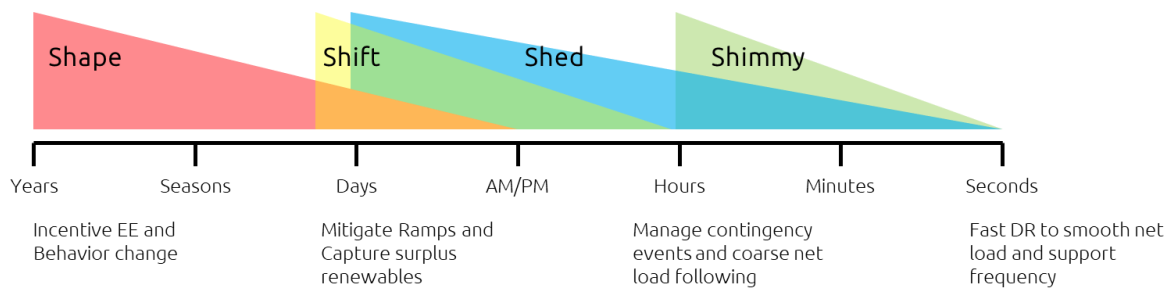 Shape
Shift
Shed
Shimmy
Years
Seasons
Days
AM/PM
Hours
Minutes
Seconds
Incentive EE and
Behavior change
Mitigate Ramps and
Capture surplus
renewables
Manage contingency
events and coarse net
load following
Fast DR to smooth net
load and support
frequency